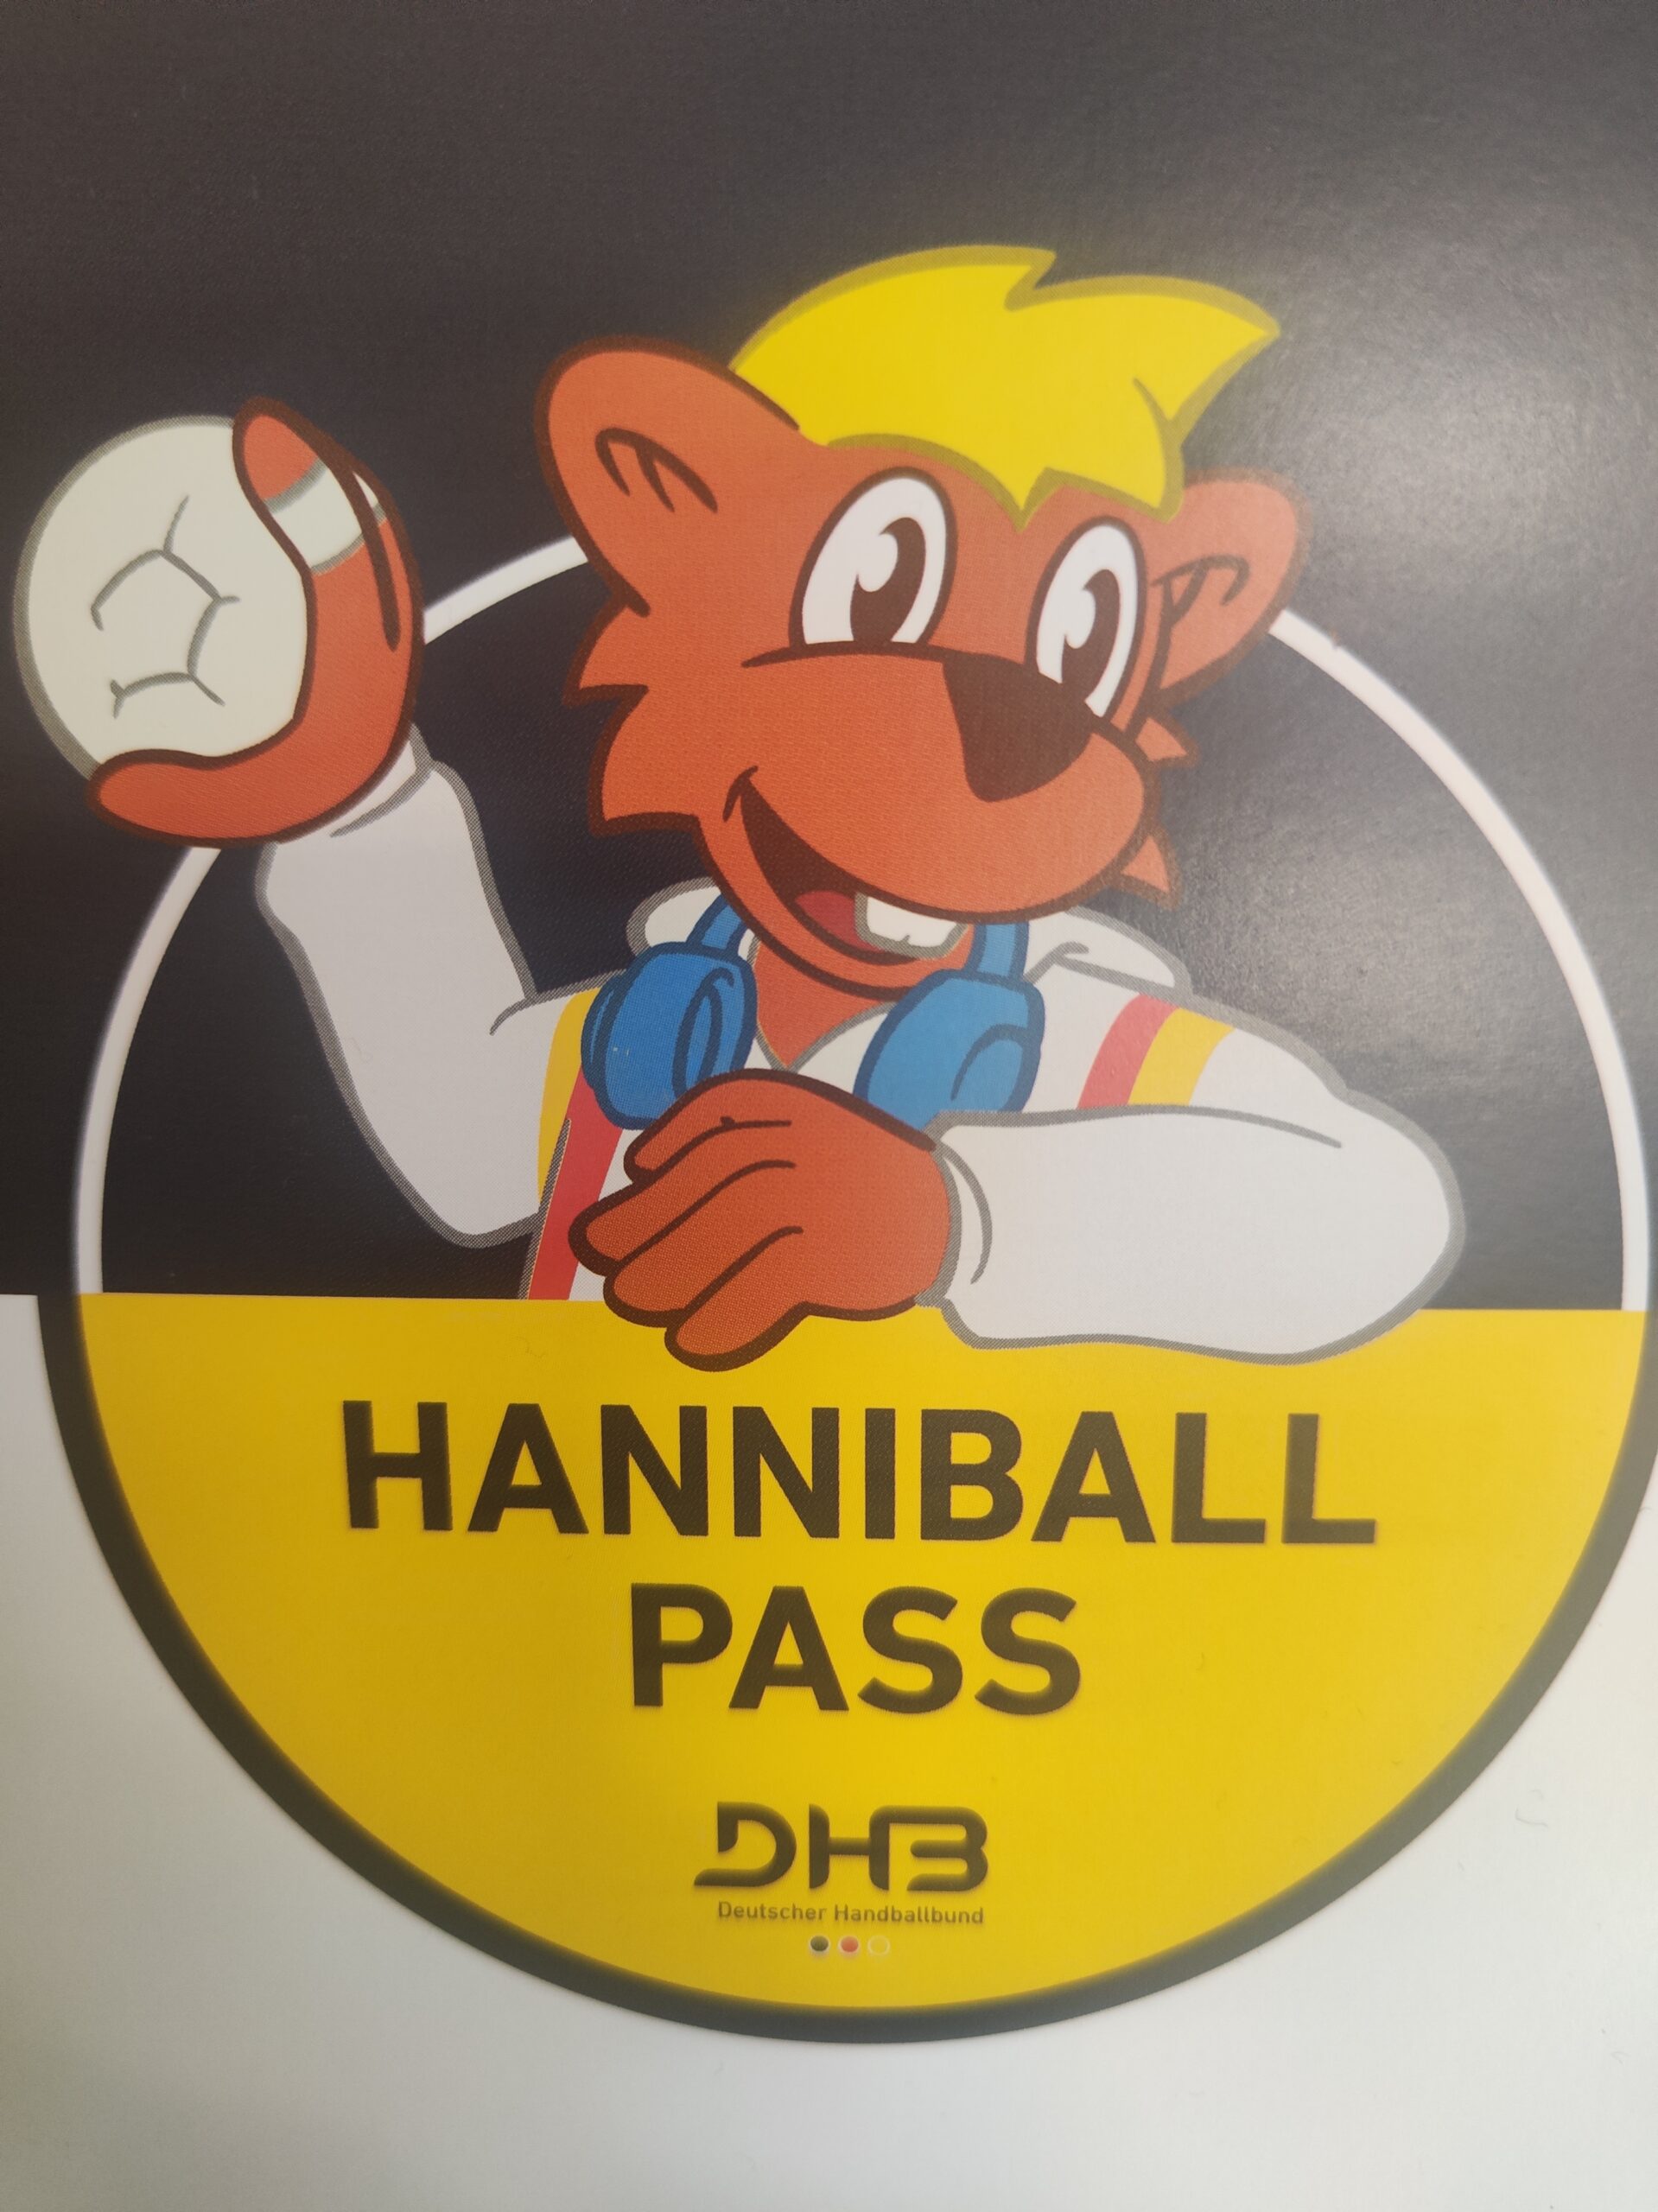 HANNIBALL
PASS
DHB
Deutscher Handballbund